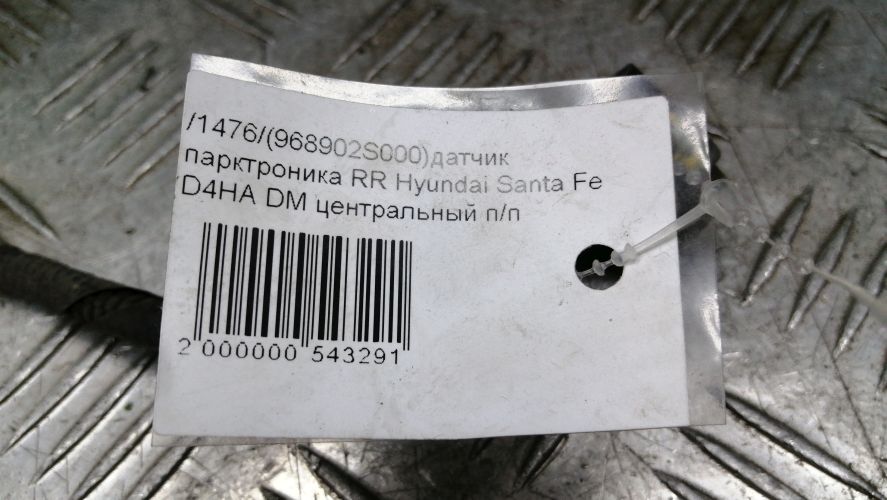 /1476/(968902S000)датчик
парктроника RR Hyundai Santa Fe
D4HA DM центральный п/п
2 000000 543291